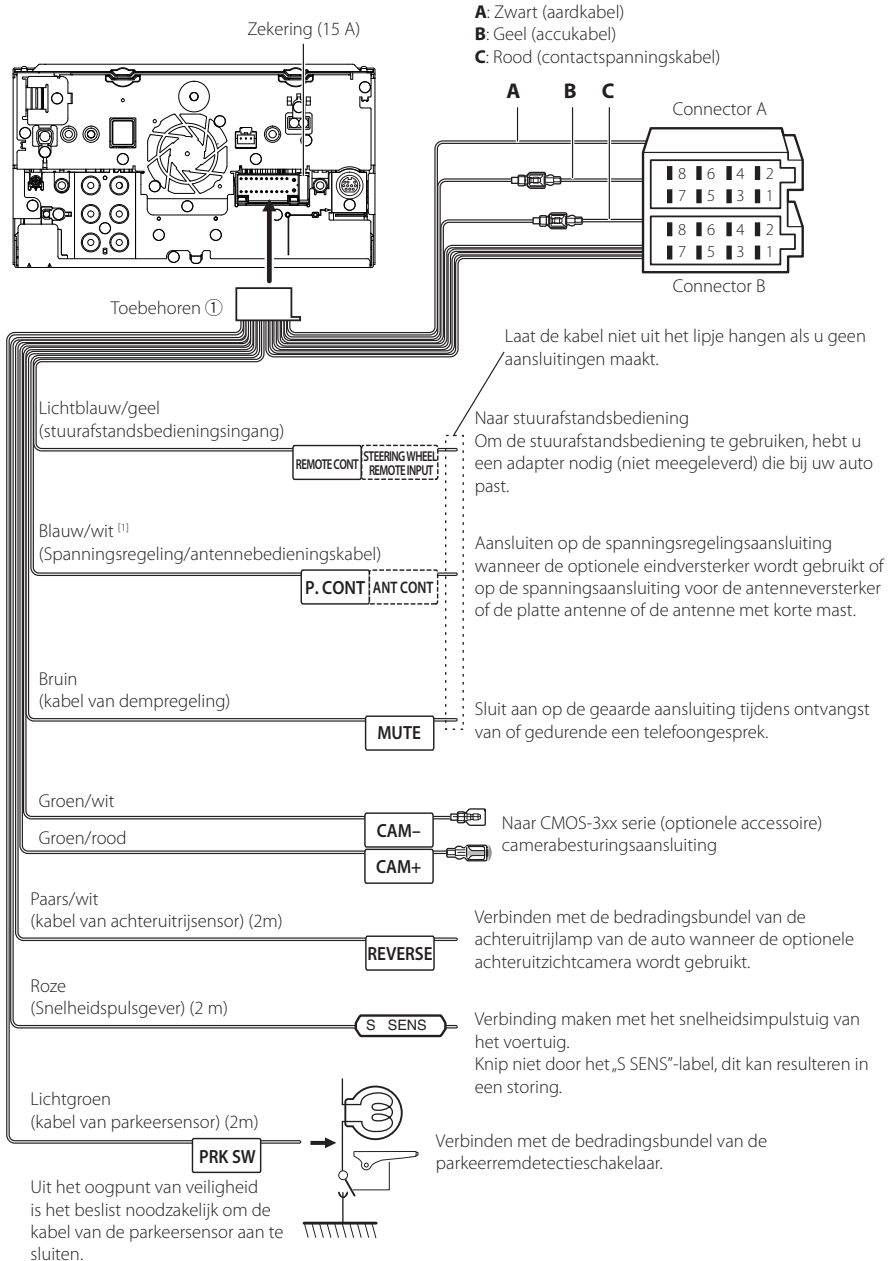 Zekering (15 A)
A: Zwart (aardkabel)
B: Geel (accukabel)
C: Rood (contactspanningskabel)
A B C
Connector A
8 6 4 2
7 5 3 1
8 6 4 2
7 5 3 1
Connector B
Toebehoren ①
Laat de kabel niet uit het lipje hangen als u geen
aansluitingen maakt.
Lichtblauw/geel
(stuurafstandsbedieningsingang)
REMOTE CONT
STEERING WHEEL
REMOTE INPUT
Naar stuurafstandsbediening
Om de stuurafstandsbediening te gebruiken, hebt u
een adapter nodig (niet meegeleverd) die bij uw auto
past.
Blauw/wit [1]
(Spanningsregeling/antennebedieningskabel)
P. CONT ANT CONT
Aansluiten op de spanningsregelingsaansluiting
wanneer de optionele eindversterker wordt gebruikt of
op de spanningsaansluiting voor de antenneversterker
of de platte antenne of de antenne met korte mast.
Bruin
(kabel van dempregeling)
MUTE
Sluit aan op de geaarde aansluiting tijdens ontvangst
van of gedurende een telefoongesprek.
Groen/wit
CAM–
Groen/rood
CAM+
Naar CMOS-3xx serie (optionele accessoire)
camerabesturingsaansluiting
Paars/wit
(kabel van achteruitrijsensor) (2m)
REVERSE
Verbinden met de bedradingsbundel van de
achteruitrijlamp van de auto wanneer de optionele
achteruitzichtcamera wordt gebruikt.
Roze
(Snelheidspulsgever) (2 m)
S SENS
Verbinding maken met het snelheidsimpulstuig van
het voertuig.
Knip niet door het „S SENS”-label, dit kan resulteren in
een storing.
Lichtgroen
(kabel van parkeersensor) (2m)
PRK SW
Verbinden met de bedradingsbundel van de
parkeerremdetectieschakelaar.
Uit het oogpunt van veiligheid
is het beslist noodzakelijk om de
kabel van de parkeersensor aan te
sluiten.